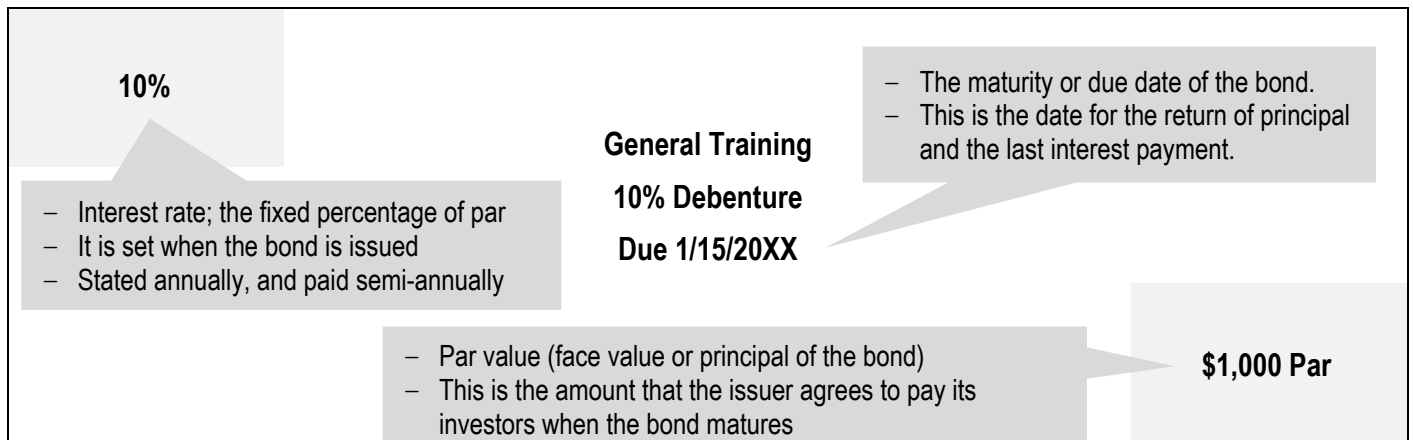 10%
– Interest rate; the fixed percentage of par
– It is set when the bond is issued
– Stated annually, and paid semi-annually
General Training
10% Debenture
Due 1/15/20XX
– The maturity or due date of the bond.
– This is the date for the return of principal
and the last interest payment.
– Par value (face value or principal of the bond)
– This is the amount that the issuer agrees to pay its
investors when the bond matures
$1,000 Par